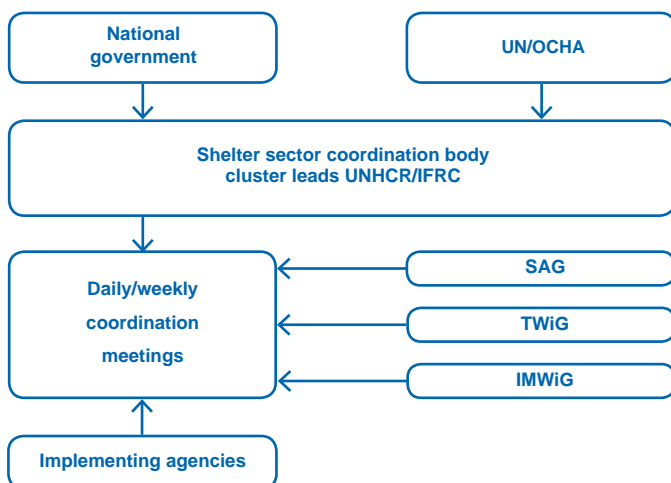 National
government
UN/OCHA
Shelter sector coordination body
cluster leads UNHCR/IFRC
Daily/weekly
coordination
meetings
SAG
TWiG
IMWiG
Implementing agencies